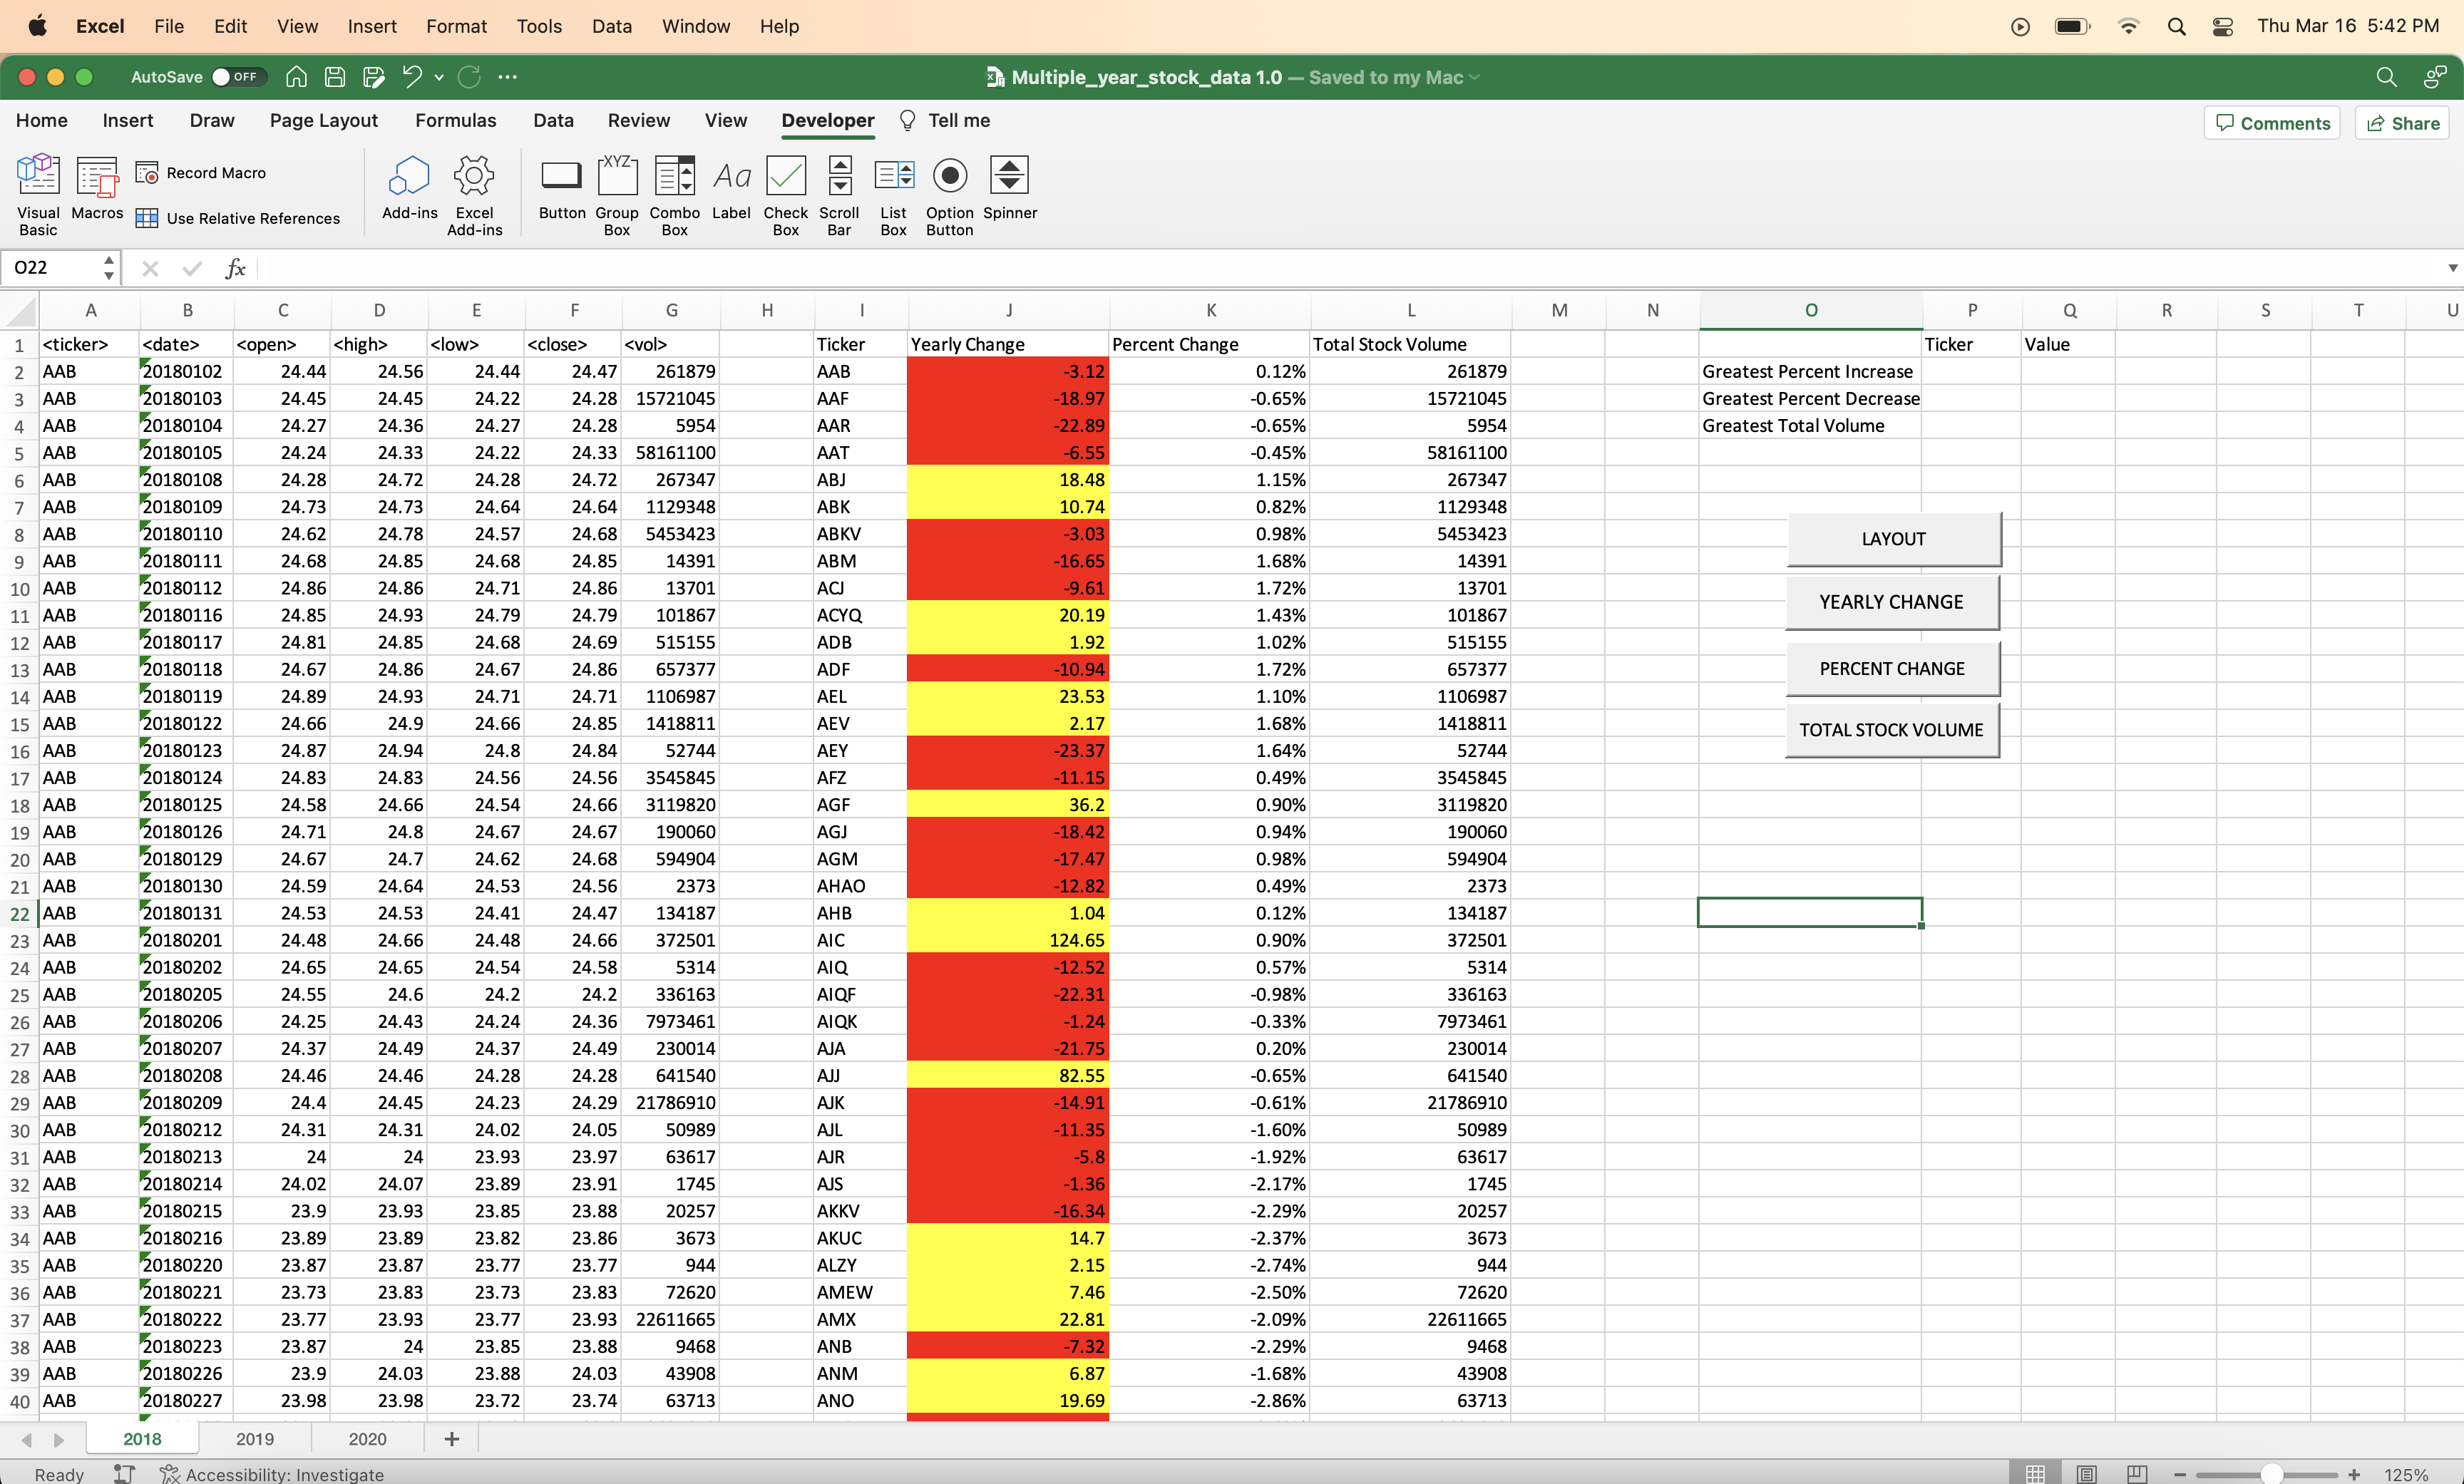 Excel File Edit View Insert Format Tools Data Window Help Thu Mar 16 5:42 PM
AutoSave OFF Multiple_year_stock_data 1.0 — Saved to my Mac
Home Insert Draw Page Layout Formulas Data Review View Developer Tell me Comments Share
Visual Basic Macros Record Macro Use Relative References Add-ins Excel Add-ins Button Group Box Combo Box Label Check Box Scroll Bar List Box Option Button Spinner
O22 fx
A B C D E F G H I J K L M N O P Q R S T U
1 <ticker> <date> <open> <high> <low> <close> <vol> Ticker Yearly Change Percent Change Total Stock Volume Ticker Value
2 AAB 20180102 24.44 24.56 24.44 24.47 261879 AAB -3.12 0.12% 261879 Greatest Percent Increase
3 AAB 20180103 24.45 24.45 24.22 24.28 15721045 AAF -18.97 -0.65% 15721045 Greatest Percent Decrease
4 AAB 20180104 24.27 24.36 24.27 24.28 5954 AAR -22.89 -0.65% 5954 Greatest Total Volume
5 AAB 20180105 24.24 24.33 24.22 24.33 58161100 AAT -6.55 -0.45% 58161100
6 AAB 20180108 24.28 24.72 24.28 24.72 267347 ABJ 18.48 1.15% 267347
7 AAB 20180109 24.73 24.73 24.64 24.64 1129348 ABK 10.74 0.82% 1129348
8 AAB 20180110 24.62 24.78 24.57 24.68 5453423 ABKV -3.03 0.98% 5453423 LAYOUT
9 AAB 20180111 24.68 24.85 24.68 24.85 14391 ABM -16.65 1.68% 14391
10 AAB 20180112 24.86 24.86 24.71 24.86 13701 ACJ -9.61 1.72% 13701
11 AAB 20180116 24.85 24.93 24.79 24.79 101867 ACYQ 20.19 1.43% 101867 YEARLY CHANGE
12 AAB 20180117 24.81 24.85 24.68 24.69 515155 ADB 1.92 1.02% 515155
13 AAB 20180118 24.67 24.86 24.67 24.86 657377 ADF -10.94 1.72% 657377 PERCENT CHANGE
14 AAB 20180119 24.89 24.93 24.71 24.71 1106987 AEL 23.53 1.10% 1106987
15 AAB 20180122 24.66 24.9 24.66 24.85 1418811 AEV 2.17 1.68% 1418811 TOTAL STOCK VOLUME
16 AAB 20180123 24.87 24.94 24.8 24.84 52744 AEY -23.37 1.64% 52744
17 AAB 20180124 24.83 24.83 24.56 24.56 3545845 AFZ -11.15 0.49% 3545845
18 AAB 20180125 24.58 24.66 24.54 24.66 3119820 AGF 36.2 0.90% 3119820
19 AAB 20180126 24.71 24.8 24.67 24.67 190060 AGJ -18.42 0.94% 190060
20 AAB 20180129 24.67 24.7 24.62 24.68 594904 AGM -17.47 0.98% 594904
21 AAB 20180130 24.59 24.64 24.53 24.56 2373 AHAO -12.82 0.49% 2373
22 AAB 20180131 24.53 24.53 24.41 24.47 134187 AHB 1.04 0.12% 134187
23 AAB 20180201 24.48 24.66 24.48 24.66 372501 AIC 124.65 0.90% 372501
24 AAB 20180202 24.65 24.65 24.54 24.58 5314 AIQ -12.52 0.57% 5314
25 AAB 20180205 24.55 24.6 24.2 24.2 336163 AIQF -22.31 -0.98% 336163
26 AAB 20180206 24.25 24.43 24.24 24.36 7973461 AIQK -1.24 -0.33% 7973461
27 AAB 20180207 24.37 24.49 24.37 24.49 230014 AJA -21.75 0.20% 230014
28 AAB 20180208 24.46 24.46 24.28 24.28 641540 AJJ 82.55 -0.65% 641540
29 AAB 20180209 24.4 24.45 24.23 24.29 21786910 AJK -14.91 -0.61% 21786910
30 AAB 20180212 24.31 24.31 24.02 24.05 50989 AJL -11.35 -1.60% 50989
31 AAB 20180213 24 24 23.93 23.97 63617 AJR -5.8 -1.92% 63617
32 AAB 20180214 24.02 24.07 23.89 23.91 1745 AJS -1.36 -2.17% 1745
33 AAB 20180215 23.9 23.93 23.85 23.88 20257 AKKV -16.34 -2.29% 20257
34 AAB 20180216 23.89 23.89 23.82 23.86 3673 AKUC 14.7 -2.37% 3673
35 AAB 20180220 23.87 23.87 23.77 23.77 944 ALZY 2.15 -2.74% 944
36 AAB 20180221 23.73 23.83 23.73 23.83 72620 AMEW 7.46 -2.50% 72620
37 AAB 20180222 23.77 23.93 23.77 23.93 22611665 AMX 22.81 -2.09% 22611665
38 AAB 20180223 23.87 24 23.85 23.88 9468 ANB -7.32 -2.29% 9468
39 AAB 20180226 23.9 24.03 23.88 24.03 43908 ANM 6.87 -1.68% 43908
40 AAB 20180227 23.98 23.98 23.72 23.74 63713 ANO 19.69 -2.86% 63713
2018 2019 2020 +
Ready Accessibility: Investigate 125%